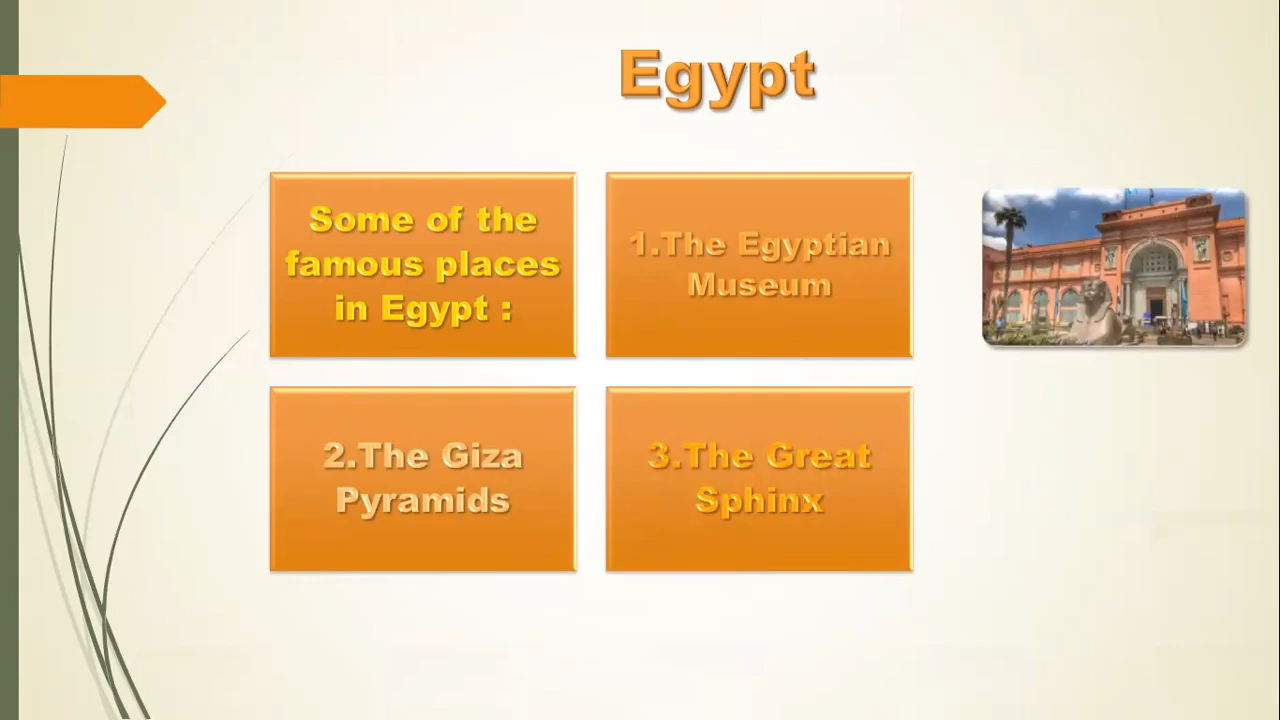 Egypt
Some of the
famous places
in Egypt :
1.The Egyptian
Museum
2.The Giza
Pyramids
3.The Great
Sphinx